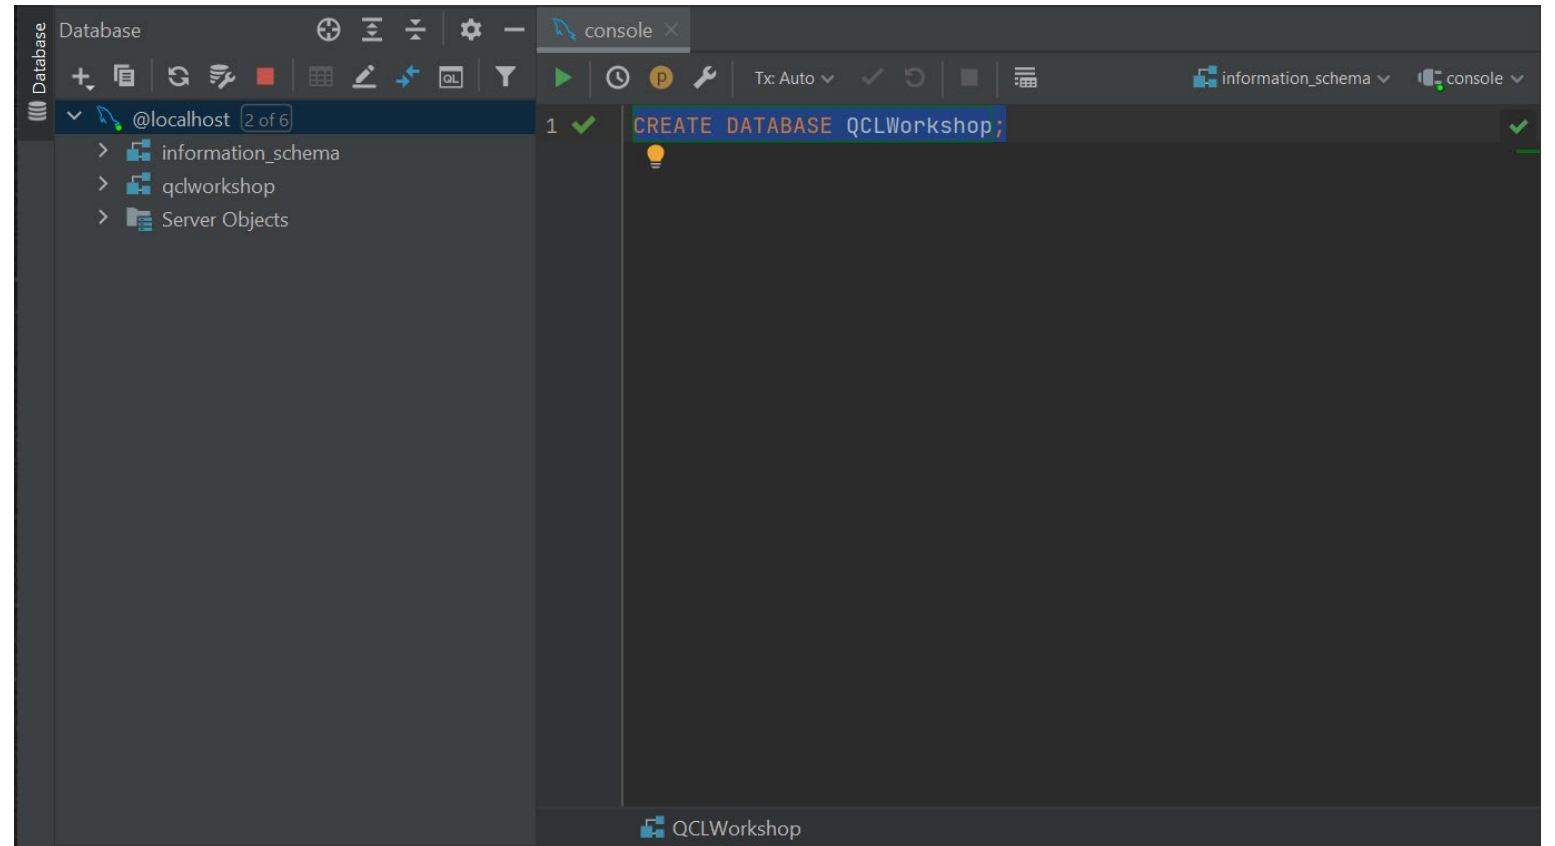 Database
Database
console
Tx: Auto
information_schema
console
@localhost 2 of 6
information_schema
qclworkshop
Server Objects
1 CREATE DATABASE QCLWorkshop;
QCLWorkshop